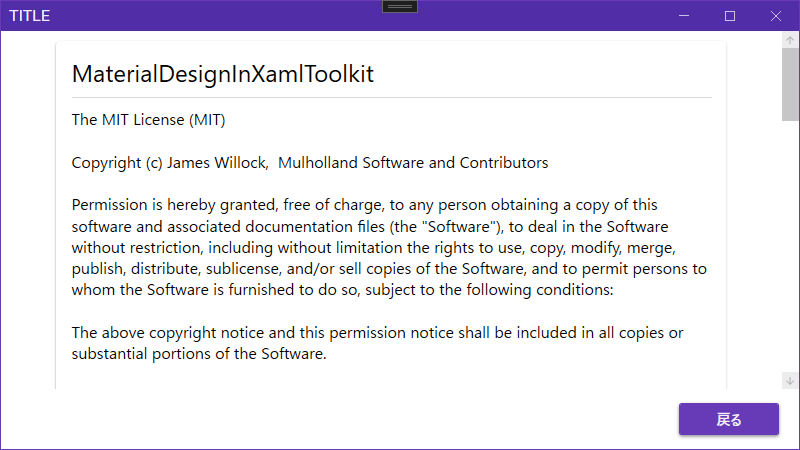 TITLE
MaterialDesignInXamlToolkit
The MIT License (MIT)
Copyright (c) James Willock,  Mulholland Software and Contributors
Permission is hereby granted, free of charge, to any person obtaining a copy of this
software and associated documentation files (the "Software"), to deal in the Software
without restriction, including without limitation the rights to use, copy, modify, merge,
publish, distribute, sublicense, and/or sell copies of the Software, and to permit persons to
whom the Software is furnished to do so, subject to the following conditions:
The above copyright notice and this permission notice shall be included in all copies or
substantial portions of the Software.
戻る